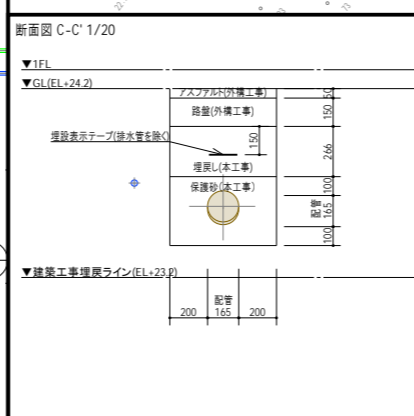 断面図 C-C' 1/20
▼1FL
▼GL(EL+24.2)
アスファルト(外構工事)
50
路盤(外構工事)
150
埋設表示テープ(排水管を除く)
150
266
埋戻し(本工事)
保護砂(本工事)
100
配管
165
100
▼建築工事埋戻ライン(EL+23.2)
配管
200 165 200